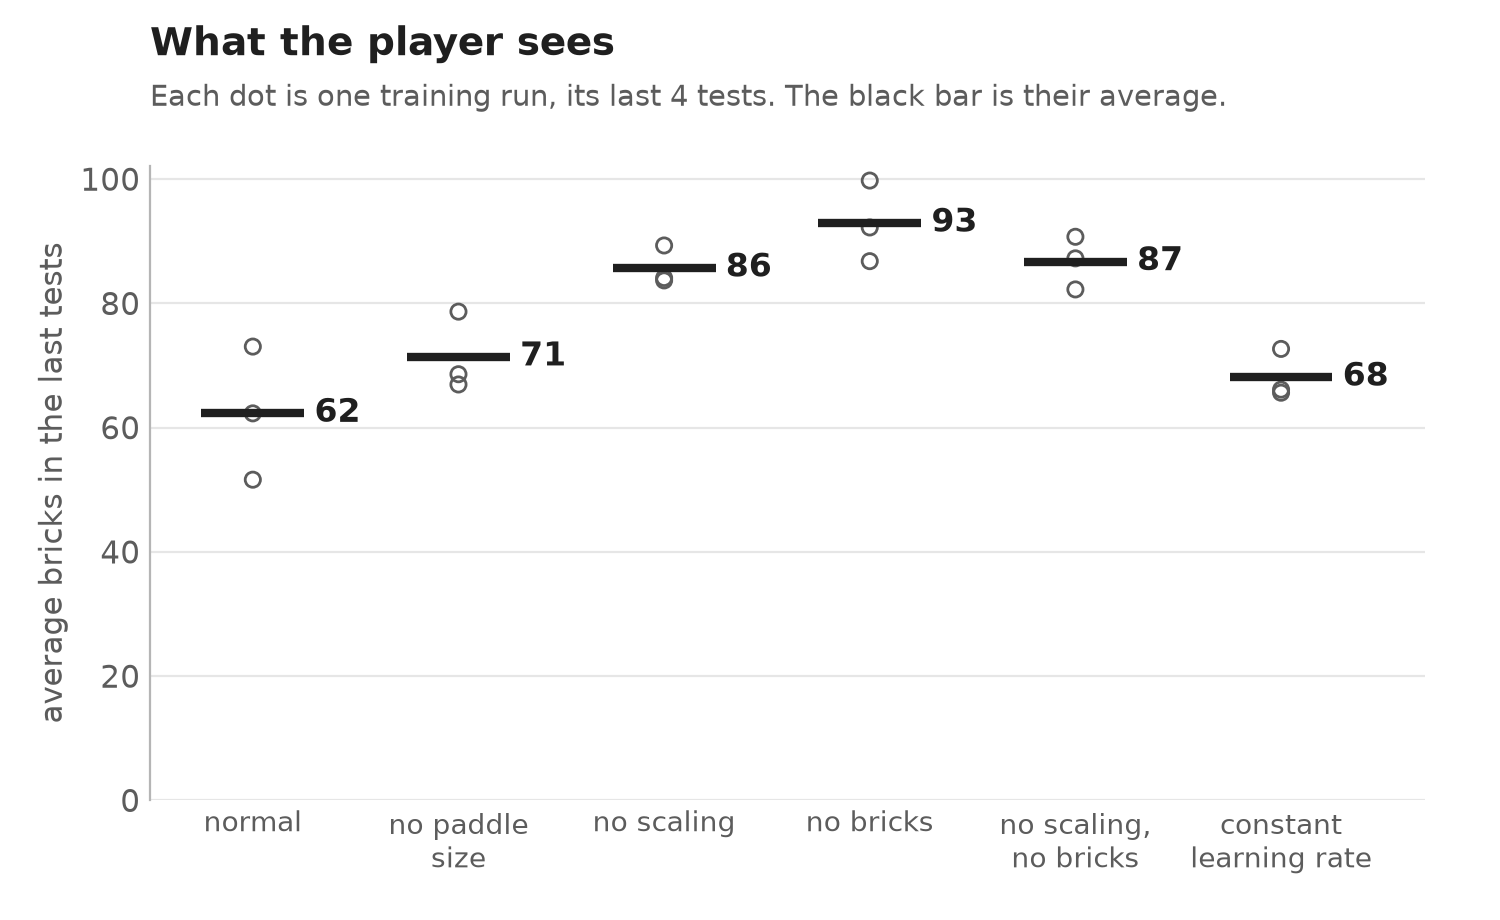 What the player sees
Each dot is one training run, its last 4 tests. The black bar is their average.
average bricks in the last tests
100
80
60
40
20
0
62
71
86
93
87
68
normal
no paddle
size
no scaling
no bricks
no scaling,
no bricks
constant
learning rate